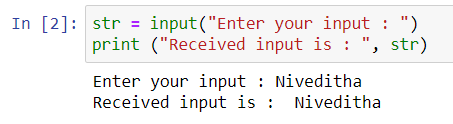 In [2]: str = input("Enter your input : ")
print ("Received input is : ", str)
Enter your input : Niveditha
Received input is :  Niveditha